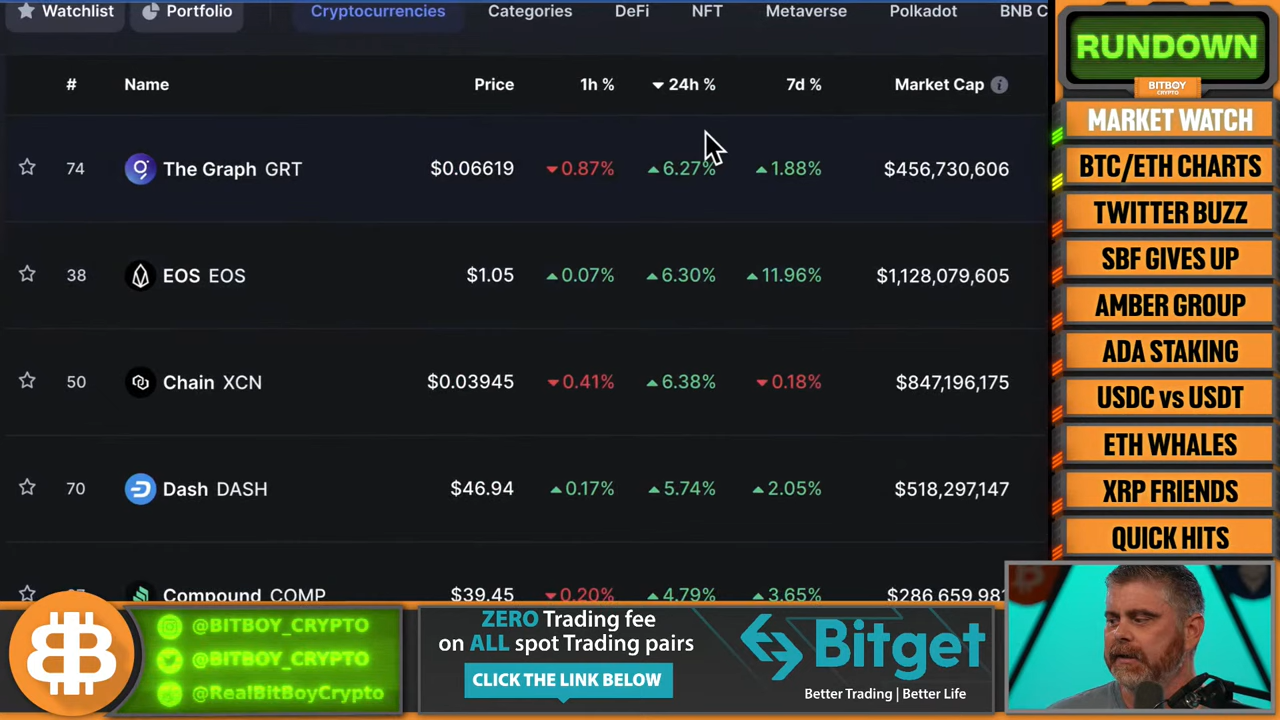 Watchlist Portfolio Cryptocurrencies Categories DeFi NFT Metaverse Polkadot BNB C
# Name Price 1h % 24h % 7d % Market Cap
74 The Graph GRT $0.06619 0.87% 6.27% 1.88% $456,730,606
38 EOS EOS $1.05 0.07% 6.30% 11.96% $1,128,079,605
50 Chain XCN $0.03945 0.41% 6.38% 0.18% $847,196,175
70 Dash DASH $46.94 0.17% 5.74% 2.05% $518,297,147
Compound COMP $39.45 0.20% 4.79% 3.65% $286,659,981
RUNDOWN
BITBOY
CRYPTO
MARKET WATCH
BTC/ETH CHARTS
TWITTER BUZZ
SBF GIVES UP
AMBER GROUP
ADA STAKING
USDC vs USDT
ETH WHALES
XRP FRIENDS
QUICK HITS
@BITBOY_CRYPTO
@BITBOY_CRYPTO
@RealBitBoyCrypto
ZERO Trading fee
on ALL spot Trading pairs
CLICK THE LINK BELOW
Bitget
Better Trading | Better Life